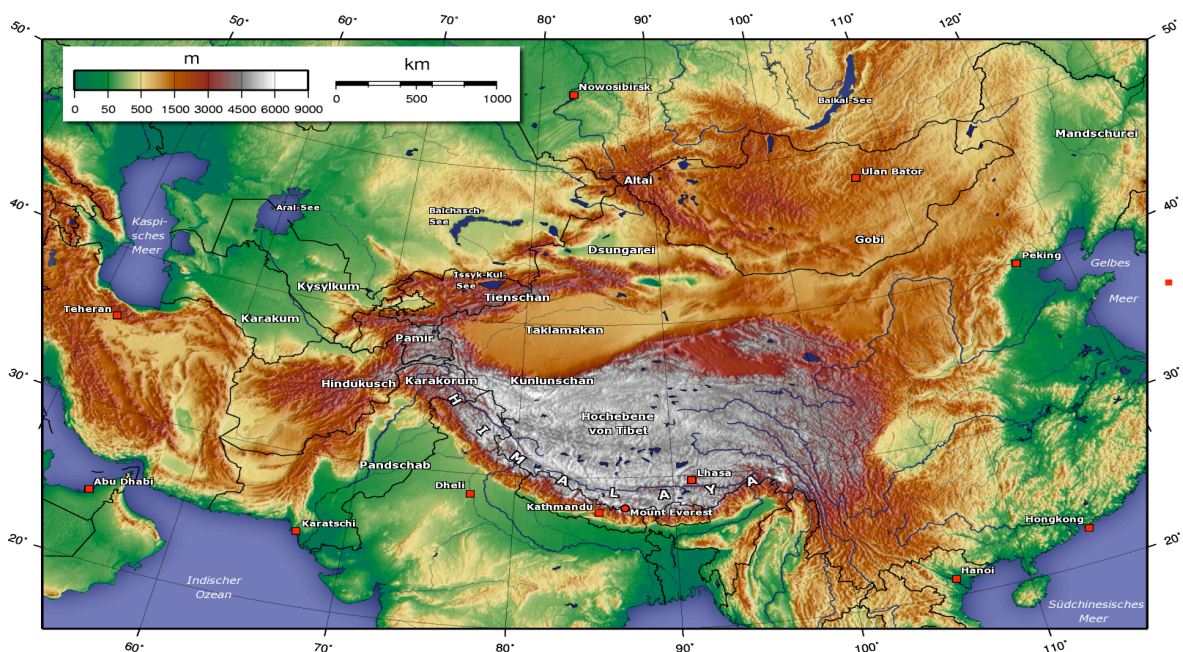 50° 50° 60° 70° 80° 90° 100° 110° 120° 50°
m
0 50 500 1500 3000 4500 6000 9000
km
0 500 1000
Nowosibirsk
Baikal-See
Mandschurei
Altai
Ulan Bator
40°
Aral-See
Balchasch-
See
40°
Kaspi-
sches
Meer
Gobi
Dsungarei
Peking
Gelbes
Meer
Issyk-Kul-
See
Kysylkum
Tienschan
Teheran
Karakum
Taklamakan
Pamir
30°
Hindukusch
Karakorum
Kunlunschan
30°
HIMALAYA
Hochebene
von Tibet
Pandschab
Lhasa
Abu Dhabi
Dheli
Kathmandu
Mount Everest
Karatschi
Hongkong
20°
20°
Hanoi
Indischer
Ozean
Südchinesisches
Meer
60° 70° 80° 90° 100° 110°